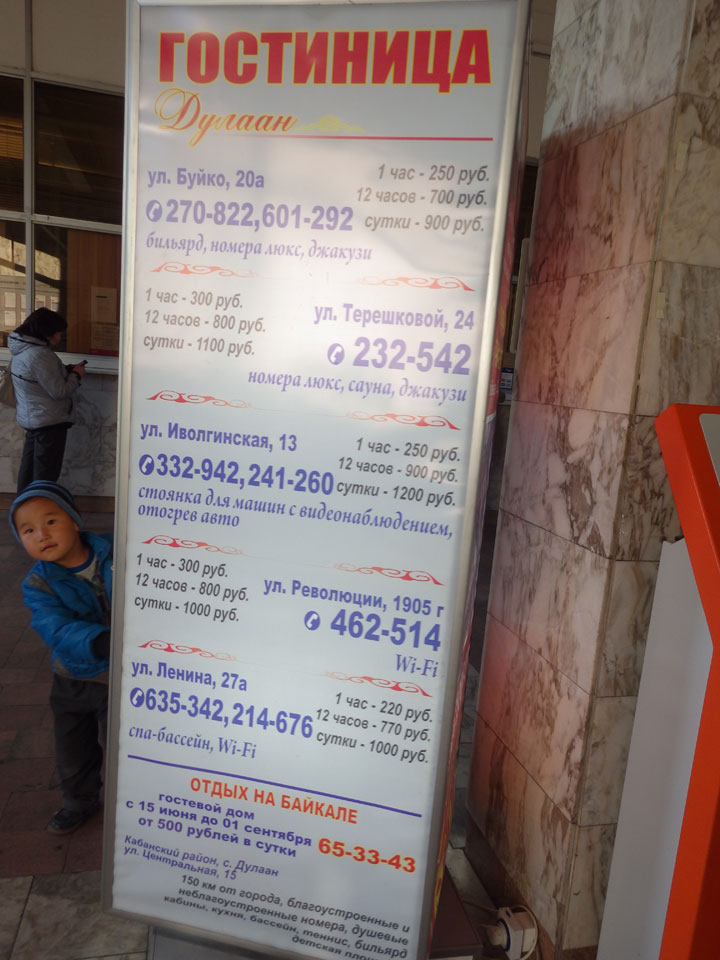 ГОСТИНИЦА
Дулаан
ул. Буйко, 20а
270-822,601-292
1 час - 250 руб.
12 часов - 700 руб.
сутки - 900 руб.
бильярд, номера люкс, джакузи
1 час - 300 руб.
12 часов - 800 руб.
сутки - 1100 руб.
ул. Терешковой, 24
232-542
номера люкс, сауна, джакузи
ул. Иволгинская, 13
332-942,241-260
1 час - 250 руб.
12 часов - 900 руб.
сутки - 1200 руб.
стоянка для машин с видеонаблюдением,
отогрев авто
1 час - 300 руб.
12 часов - 800 руб.
сутки - 1000 руб.
ул. Революции, 1905 г
462-514
Wi-Fi
ул. Ленина, 27а
635-342,214-676
1 час - 220 руб.
12 часов - 770 руб.
сутки - 1000 руб.
спа-бассейн, Wi-Fi
ОТДЫХ НА БАЙКАЛЕ
гостевой дом
с 15 июня до 01 сентября
от 500 рублей в сутки
65-33-43
Кабанский район, с. Дулаан
ул. Центральная, 15
150 км от города, благоустроенные и
неблагоустроенные номера, душевые
кабины, кухня, бассейн, теннис, бильярд
детская